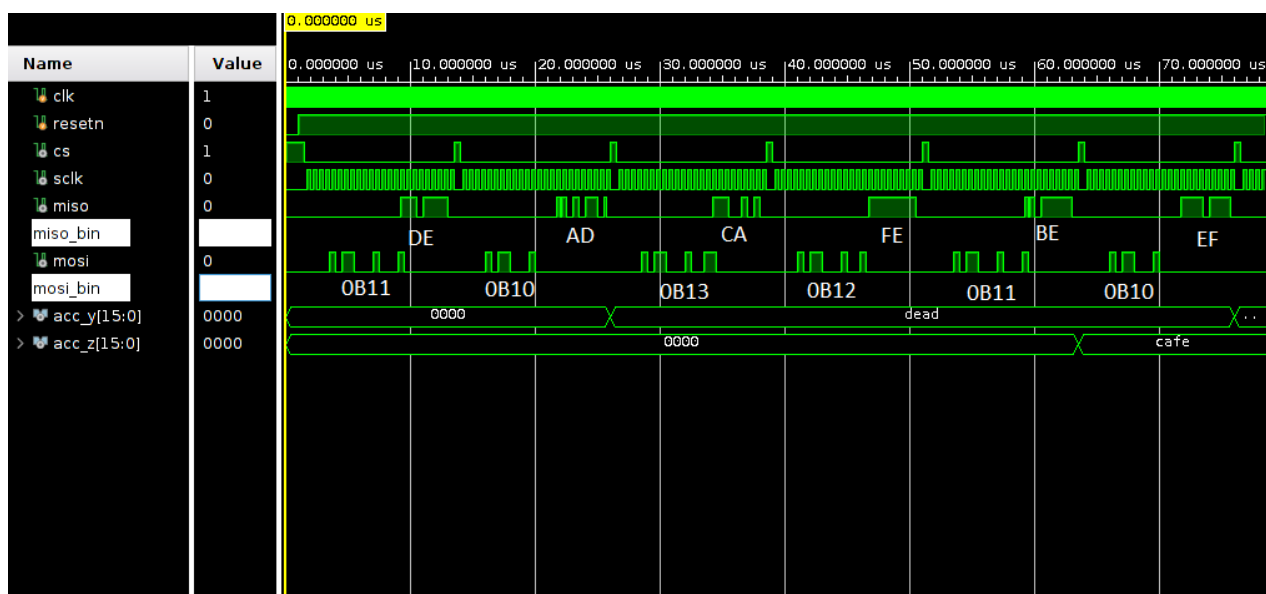 0.000000 us
Name Value 0.000000 us 10.000000 us 20.000000 us 30.000000 us 40.000000 us 50.000000 us 60.000000 us 70.000000 us
clk 1
resetn 0
cs 1
sclk 0
miso 0
miso_bin DE AD CA FE BE EF
mosi 0
mosi_bin 0B11 0B10 0B13 0B12 0B11 0B10
> acc_y[15:0] 0000 0000 dead ..
> acc_z[15:0] 0000 0000 cafe